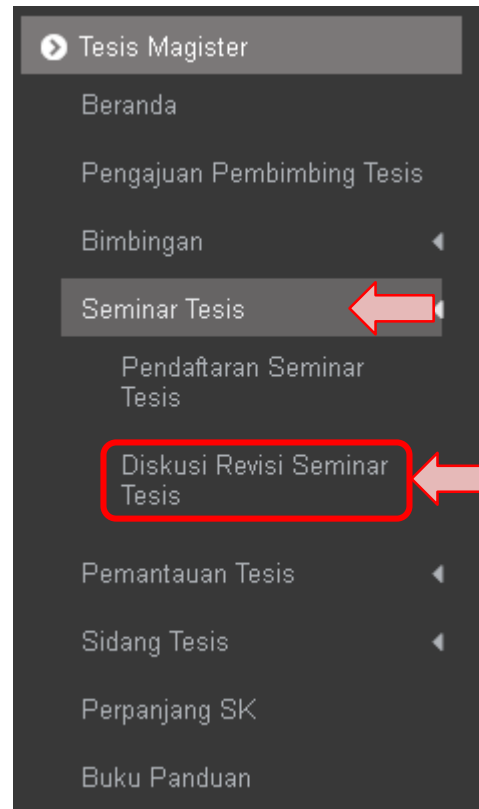 Tesis Magister
Beranda
Pengajuan Pembimbing Tesis
Bimbingan
Seminar Tesis
Pendaftaran Seminar
Tesis
Diskusi Revisi Seminar
Tesis
Pemantauan Tesis
Sidang Tesis
Perpanjang SK
Buku Panduan